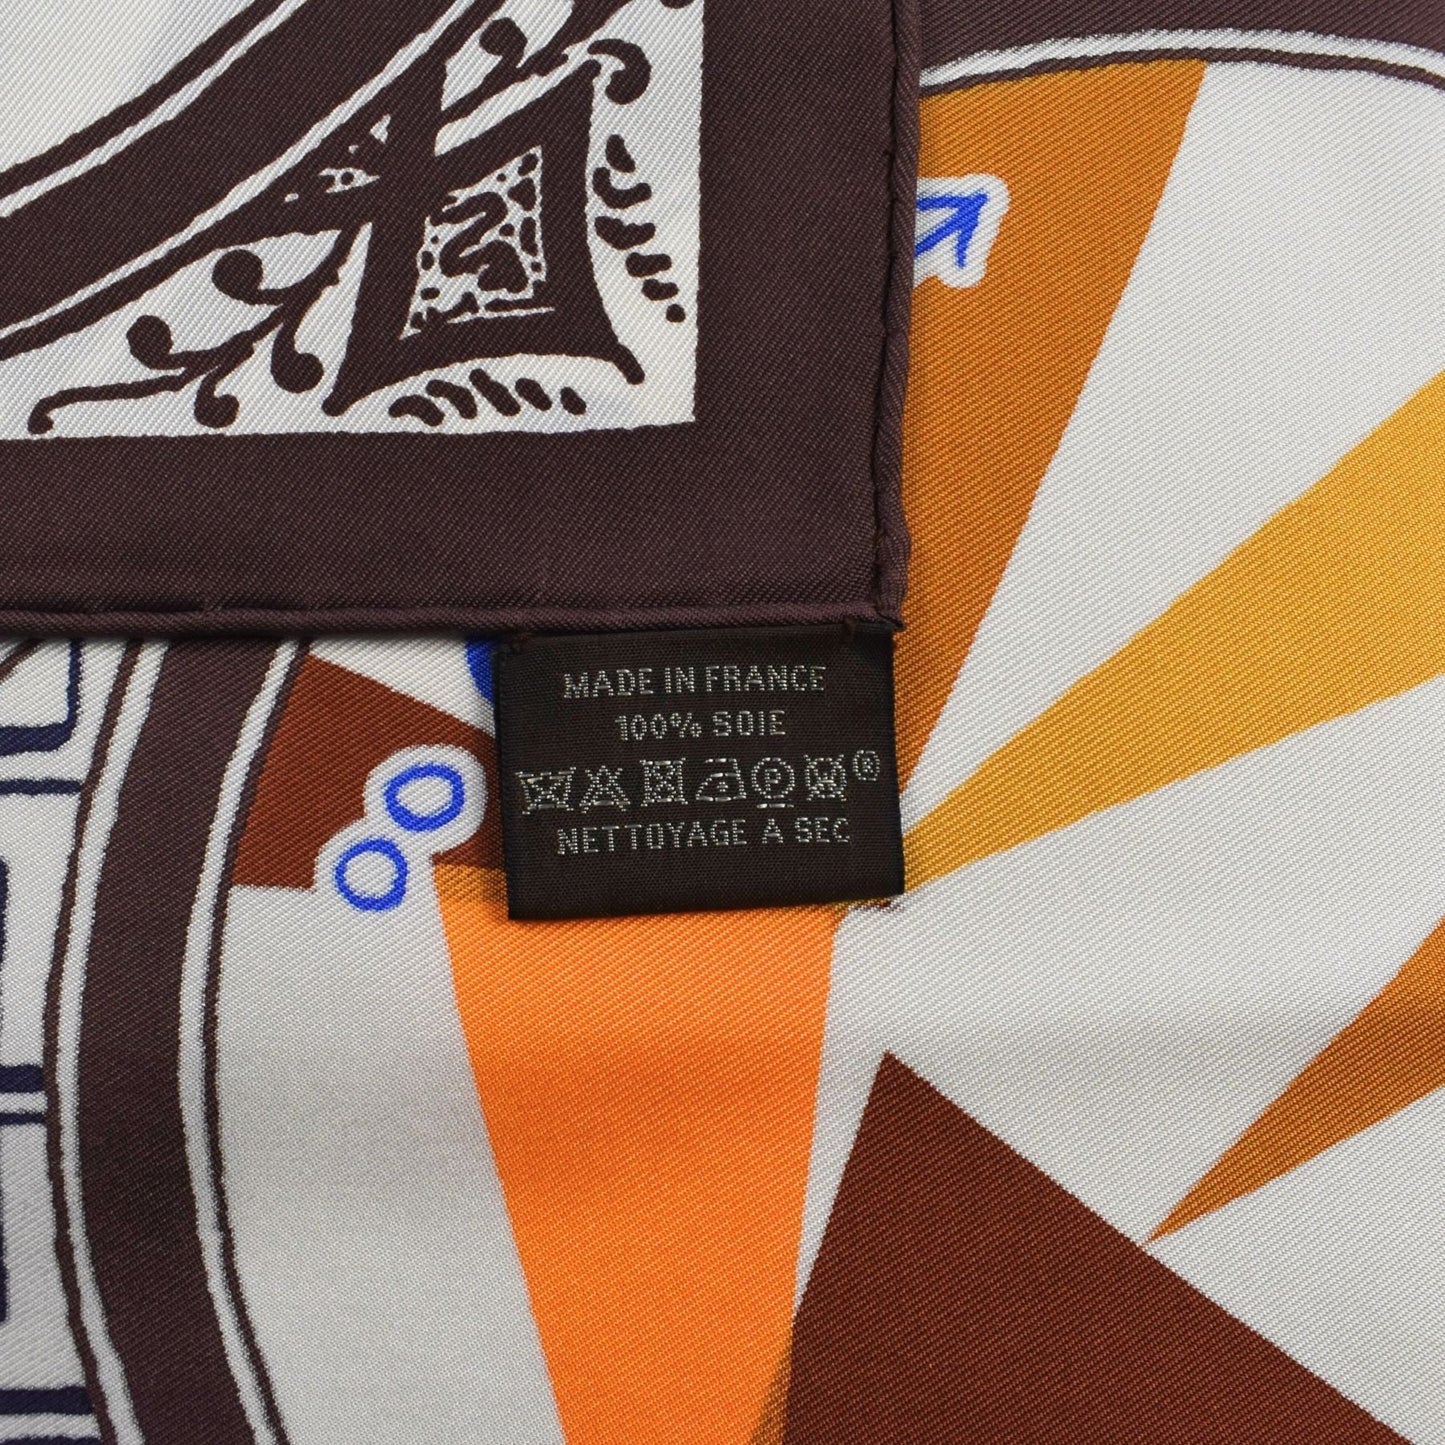 MADE IN FRANCE
100% SOIE
®
NETTOYAGE A SEC